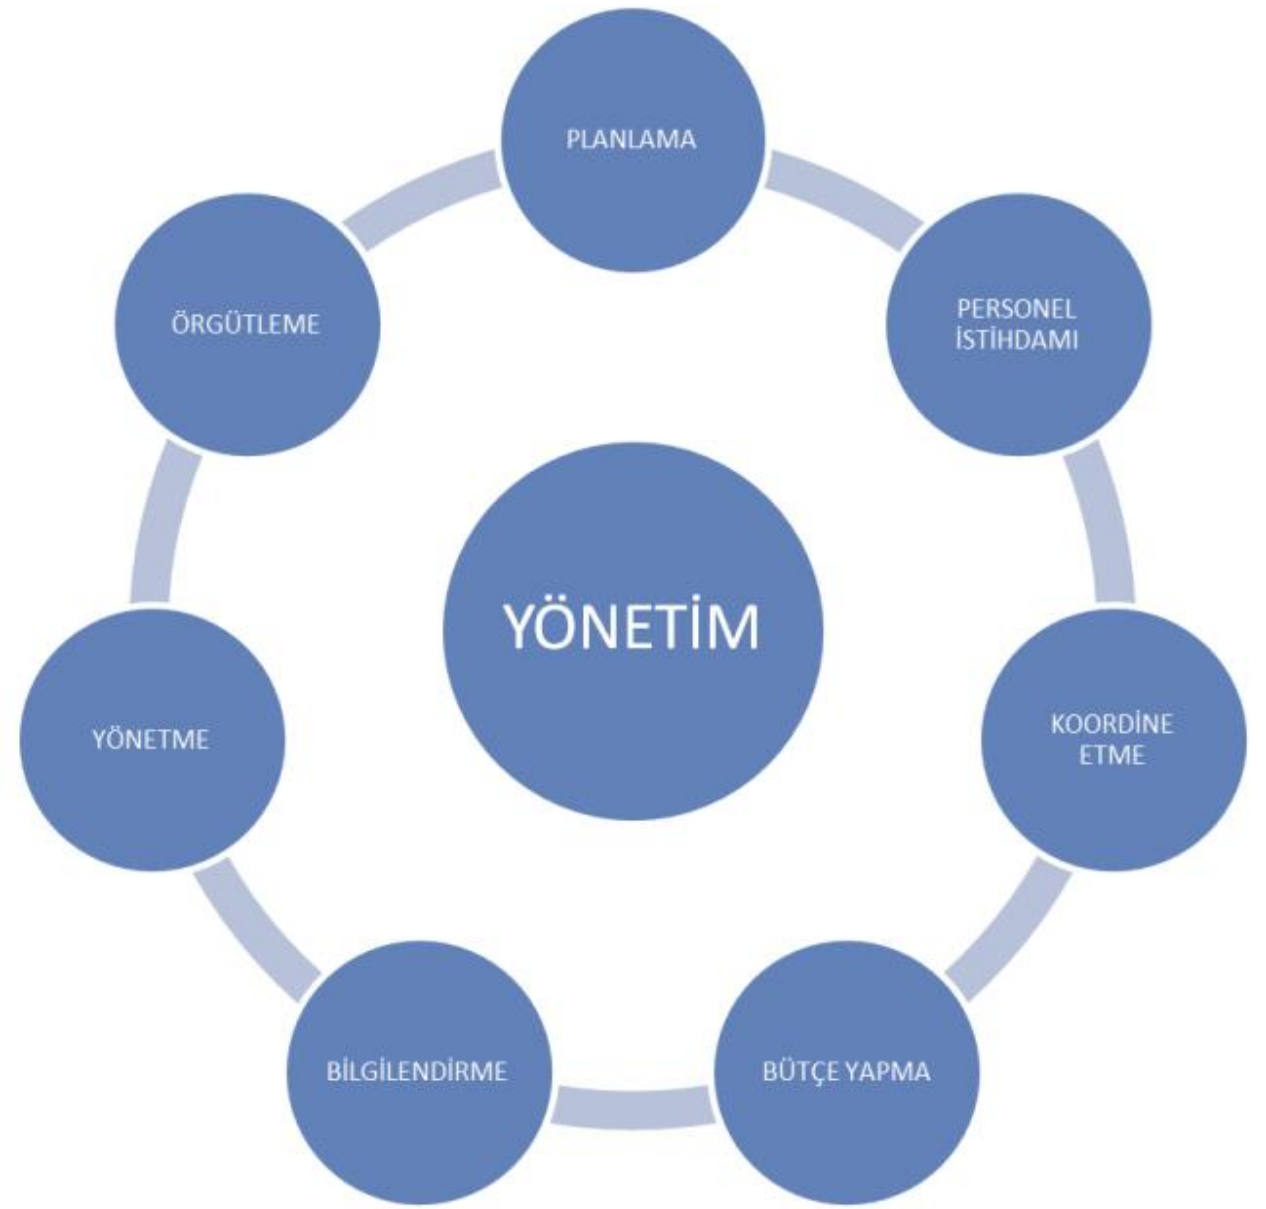 PLANLAMA
PERSONEL
İSTİHDAMI
KOORDİNE
ETME
BÜTÇE YAPMA
BİLGİLENDİRME
YÖNETME
ÖRGÜTLEME
YÖNETİM